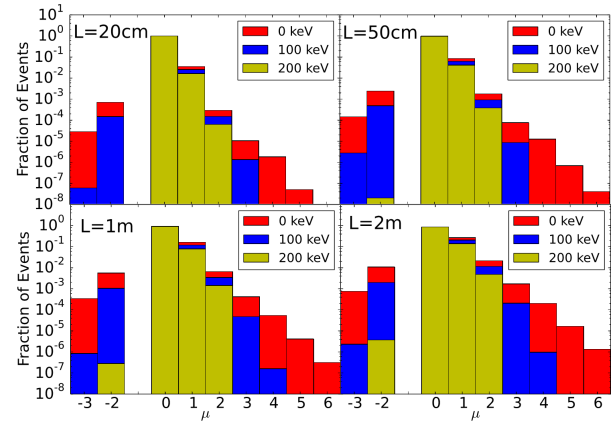 L=20cm
0 keV
100 keV
200 keV
L=50cm
0 keV
100 keV
200 keV
Fraction of Events
10^1
10^0
10^-1
10^-2
10^-3
10^-4
10^-5
10^-6
10^-7
10^-8
L=1m
0 keV
100 keV
200 keV
L=2m
0 keV
100 keV
200 keV
Fraction of Events
10^0
10^-1
10^-2
10^-3
10^-4
10^-5
10^-6
10^-7
10^-8
-3 -2 0 1 2 3 4 5 6
μ
-3 -2 0 1 2 3 4 5 6
μ